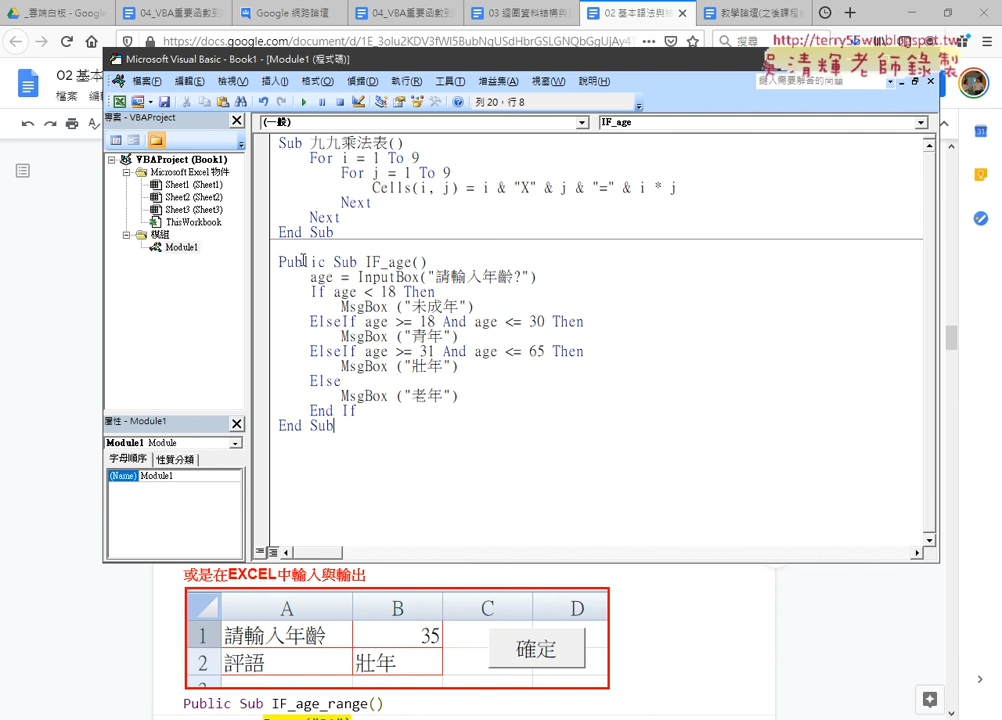 _雲端白板 - Goog
04_VBA重要函數到
Google 網路論壇
04_VBA重要函數到
03 迴圈資料結構與
02 基本語法與結
教學論壇(之後課程
https://docs.google.com/document/d/1E_3olu2KDV3fWl5BubNqUSdHbrGSLGNQbGgUjAy4
搜尋
http://terry55wu.blogspot.tw
吳清輝老師錄製
Microsoft Visual Basic - Book1 - [Module1 (程式碼)]
02 基本
檔案(F) 編輯(E) 檢視(V) 插入(I) 格式(O) 偵錯(D) 執行(R) 工具(T) 增益集(A) 視窗(W) 說明(H)
鍵入需要解答的問題
檔案
列 20，行 8
專案 - VBAProject
(一般)
IF_age
VBAProject (Book1)
Microsoft Excel 物件
Sheet1 (Sheet1)
Sheet2 (Sheet2)
Sheet3 (Sheet3)
ThisWorkbook
模組
Module1
Sub 九九乘法表()
For i = 1 To 9
For j = 1 To 9
Cells(i, j) = i & "X" & j & "=" & i * j
Next
Next
End Sub
Public Sub IF_age()
age = InputBox("請輸入年齡?")
If age < 18 Then
MsgBox ("未成年")
ElseIf age >= 18 And age <= 30 Then
MsgBox ("青年")
ElseIf age >= 31 And age <= 65 Then
MsgBox ("壯年")
Else
MsgBox ("老年")
End If
End Sub
屬性 - Module1
Module1 Module
字母順序 性質分類
(Name) Module1
或是在EXCEL中輸入與輸出
A B C D
1 請輸入年齡 35
確定
2 評語 壯年
Public Sub IF_age_range()